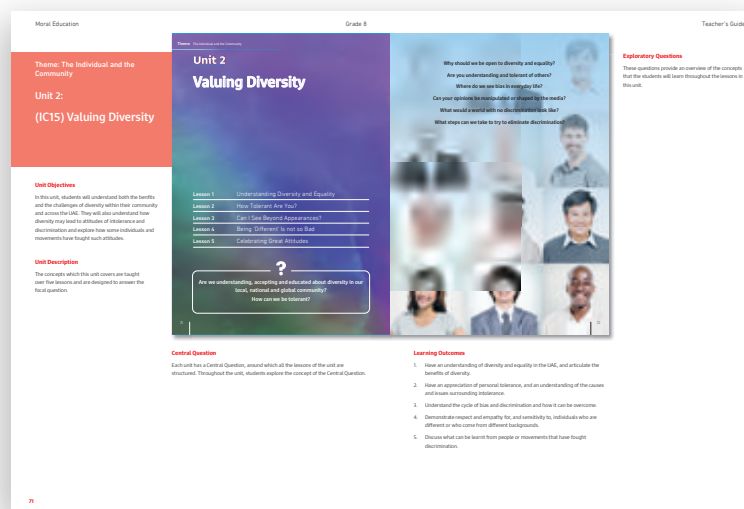 Moral Education
Grade 8
Teacher's Guide
Theme: The Individual and the
Community
Unit 2:
(IC15) Valuing Diversity
Unit Objectives
In this unit, students will understand both the benefits
and the challenges of diversity within their community
and across the UAE. They will also understand how
diversity may lead to attitudes of intolerance and
discrimination and explore how some individuals and
movements have fought such attitudes.
Unit Description
The concepts which this unit covers are taught
over five lessons and are designed to answer the
focal question.
Theme The Individual and the Community
Unit 2
Valuing Diversity
Lesson 1 Understanding Diversity and Equality
Lesson 2 How Tolerant Are You?
Lesson 3 Can I See Beyond Appearances?
Lesson 4 Being 'Different' Is not so Bad
Lesson 5 Celebrating Great Attitudes
?
Are we understanding, accepting and educated about diversity in our
local, national and global community?
How can we be tolerant?
Why should we be open to diversity and equality?
Are you understanding and tolerant of others?
Where do we see bias in everyday life?
Can your opinions be manipulated or shaped by the media?
What would a world with no discrimination look like?
What steps can we take to try to eliminate discrimination?
Exploratory Questions
These questions provide an overview of the concepts
that the students will learn throughout the lessons in
this unit.
Central Question
Each unit has a Central Question, around which all the lessons of the unit are
structured. Throughout the unit, students explore the concept of the Central Question.
Learning Outcomes
1. Have an understanding of diversity and equality in the UAE, and articulate the
benefits of diversity.
2. Have an appreciation of personal tolerance, and an understanding of the causes
and issues surrounding intolerance.
3. Understand the cycle of bias and discrimination and how it can be overcome.
4. Demonstrate respect and empathy for, and sensitivity to, individuals who are
different or who come from different backgrounds.
5. Discuss what can be learnt from people or movements that have fought
discrimination.
71